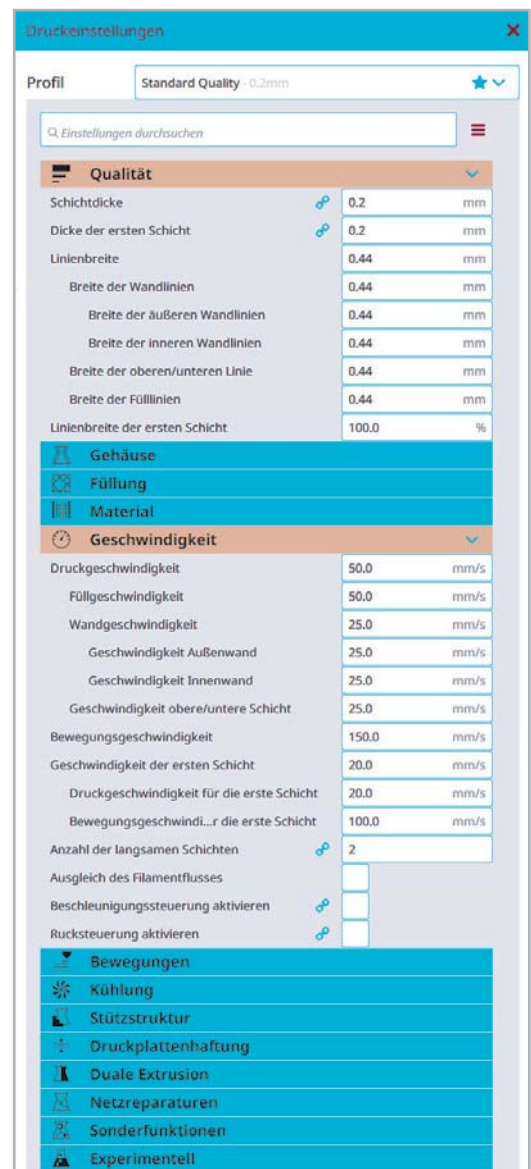 Druckeinstellungen
Profil Standard Quality - 0.2mm
Einstellungen durchsuchen
Qualität
Schichtdicke 0.2 mm
Dicke der ersten Schicht 0.2 mm
Linienbreite 0.44 mm
Breite der Wandlinien 0.44 mm
Breite der äußeren Wandlinien 0.44 mm
Breite der inneren Wandlinien 0.44 mm
Breite der oberen/unteren Linie 0.44 mm
Breite der Fülllinien 0.44 mm
Linienbreite der ersten Schicht 100.0 %
Gehäuse
Füllung
Material
Geschwindigkeit
Druckgeschwindigkeit 50.0 mm/s
Füllgeschwindigkeit 50.0 mm/s
Wandgeschwindigkeit 25.0 mm/s
Geschwindigkeit Außenwand 25.0 mm/s
Geschwindigkeit Innenwand 25.0 mm/s
Geschwindigkeit obere/untere Schicht 25.0 mm/s
Bewegungsgeschwindigkeit 150.0 mm/s
Geschwindigkeit der ersten Schicht 20.0 mm/s
Druckgeschwindigkeit für die erste Schicht 20.0 mm/s
Bewegungsgeschwindi...r die erste Schicht 100.0 mm/s
Anzahl der langsamen Schichten 2
Ausgleich des Filamentflusses
Beschleunigungssteuerung aktivieren
Rucksteuerung aktivieren
Bewegungen
Kühlung
Stützstruktur
Druckplattenhaftung
Duale Extrusion
Netzreparaturen
Sonderfunktionen
Experimentell